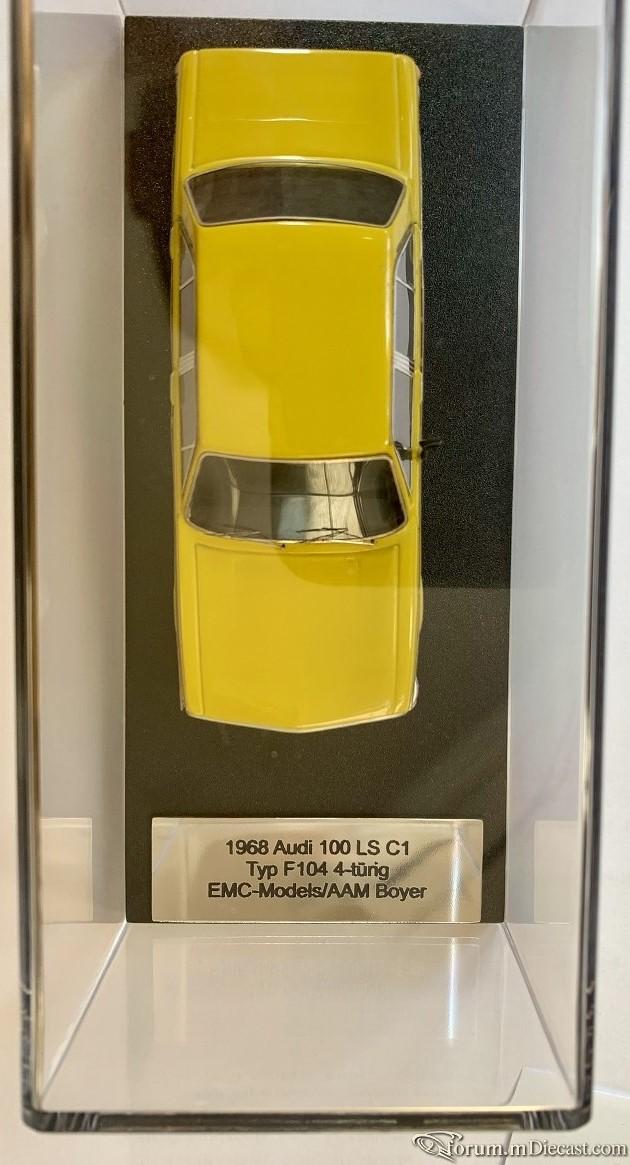 1968 Audi 100 LS C1
Typ F104 4-türig
EMC-Models/AAM Boyer
forum.mDiecast.com